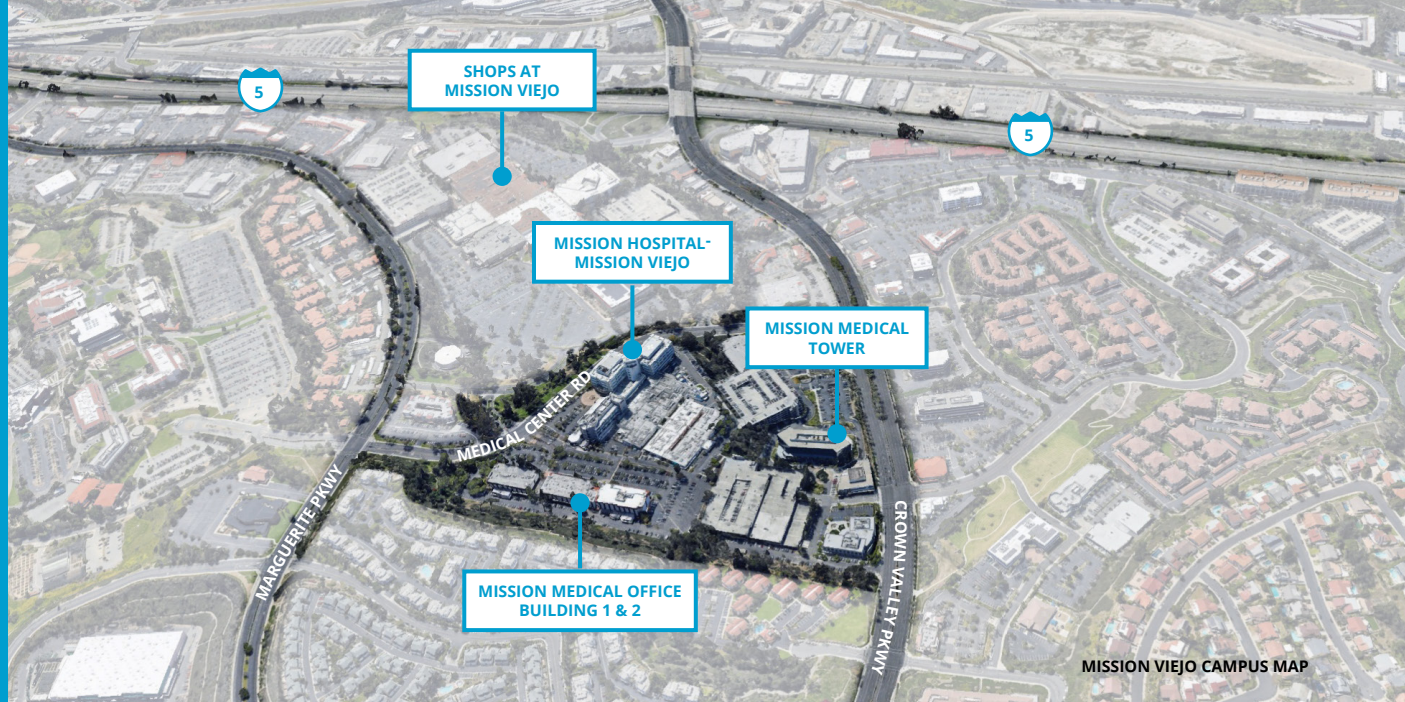 SHOPS AT
MISSION VIEJO
5
5
MISSION HOSPITAL-
MISSION VIEJO
MISSION MEDICAL
TOWER
MEDICAL CENTER RD
MARGUERITE PKWY
CROWN VALLEY PKWY
MISSION MEDICAL OFFICE
BUILDING 1 & 2
MISSION VIEJO CAMPUS MAP